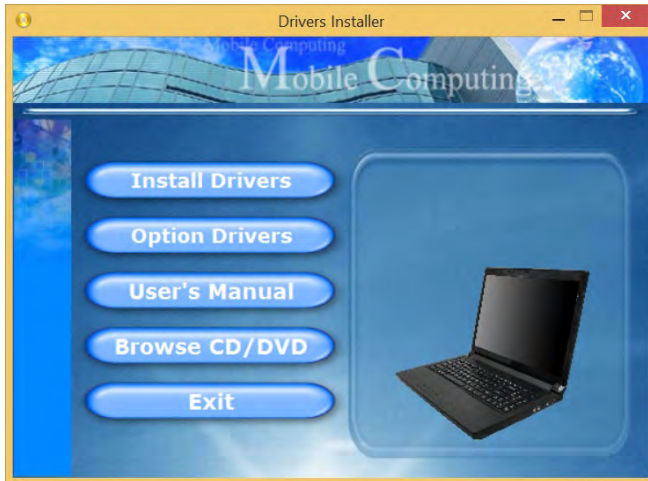 Drivers Installer
Mobile Computing
Mobile Computing
Install Drivers
Option Drivers
User's Manual
Browse CD/DVD
Exit